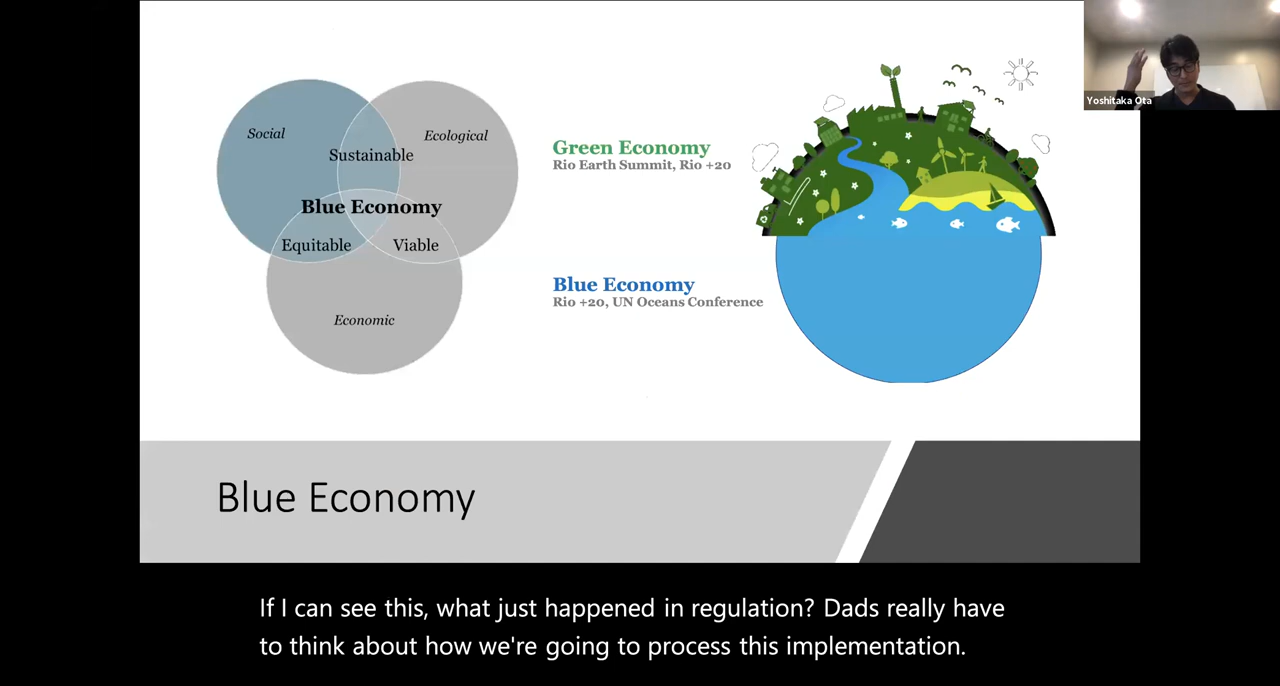 Yoshitaka Ota
Social
Ecological
Sustainable
Blue Economy
Equitable
Viable
Economic
Green Economy
Rio Earth Summit, Rio +20
Blue Economy
Rio +20, UN Oceans Conference
Blue Economy
If I can see this, what just happened in regulation? Dads really have
to think about how we're going to process this implementation.